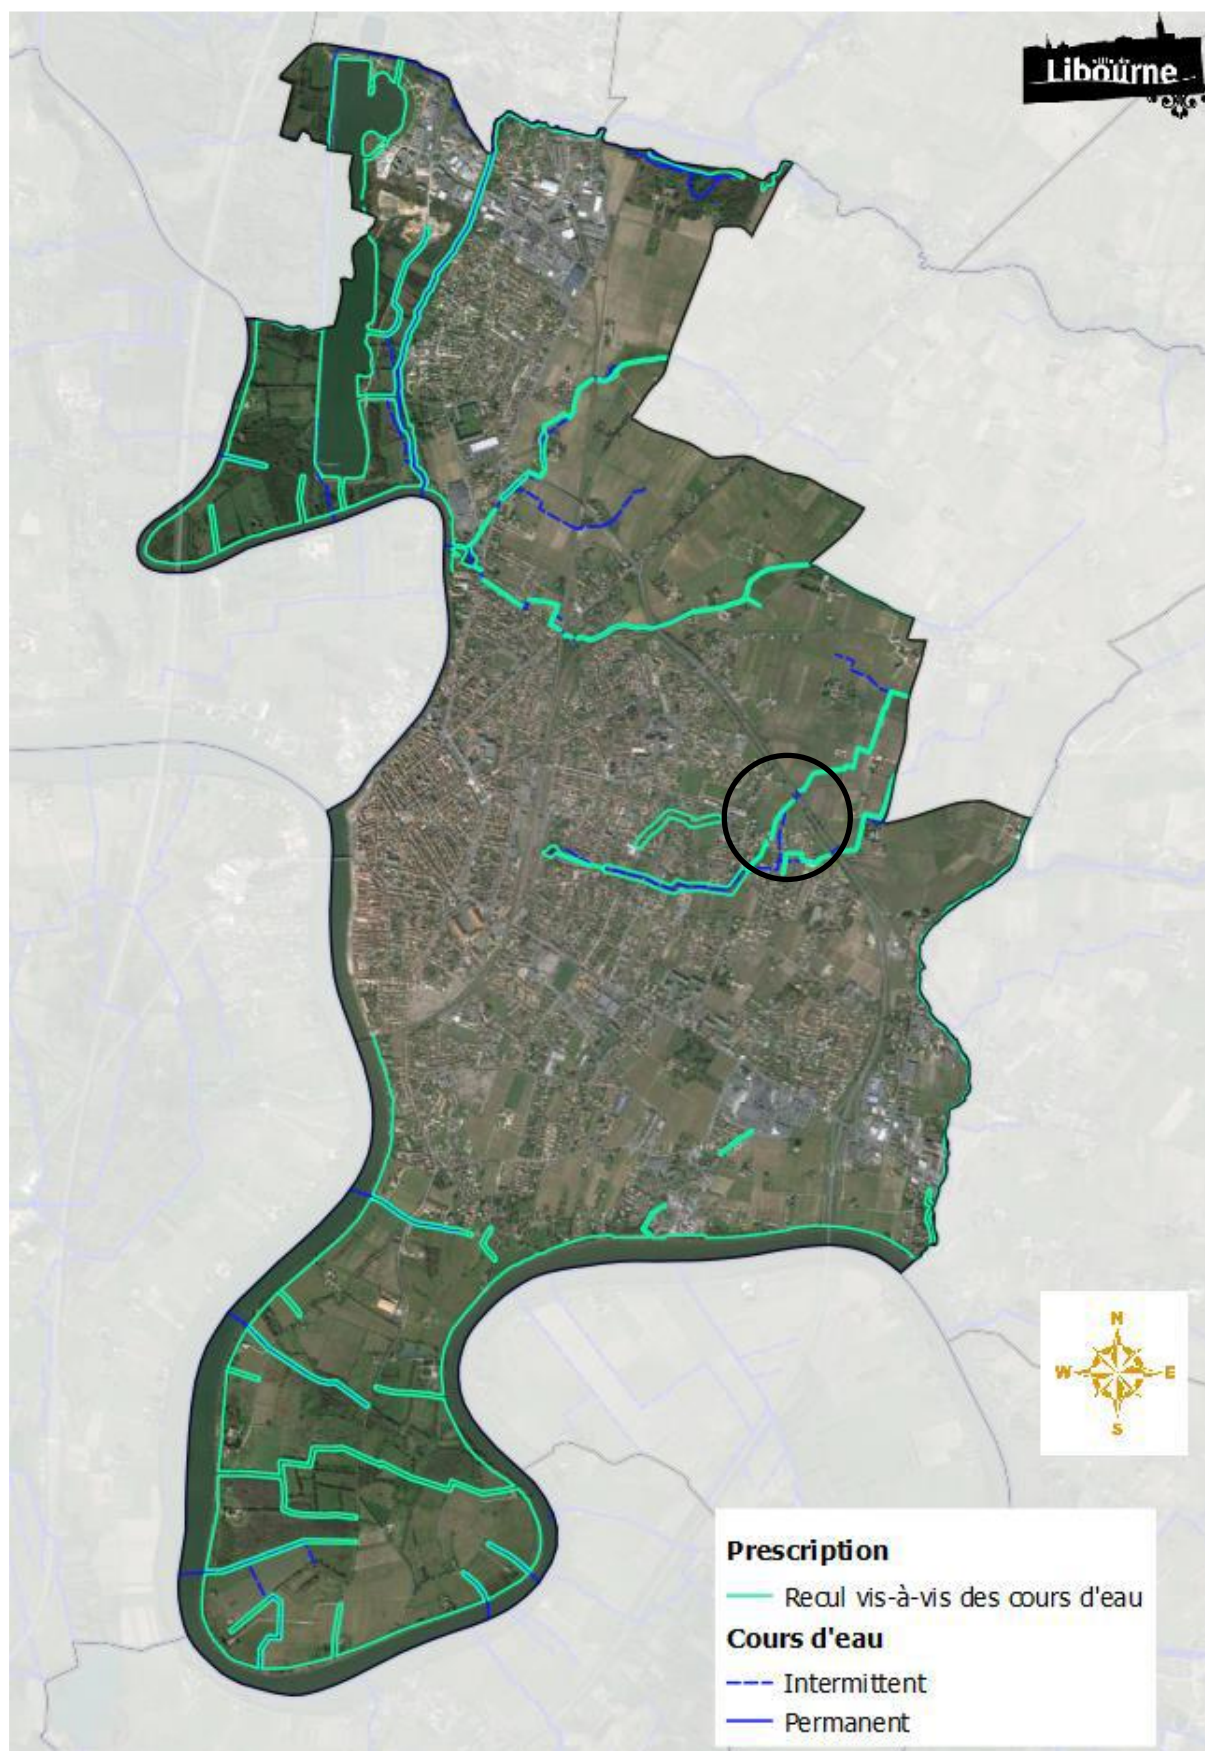 ville de
Libourne
N
W E
S
Prescription
Recul vis-à-vis des cours d'eau
Cours d'eau
Intermittent
Permanent